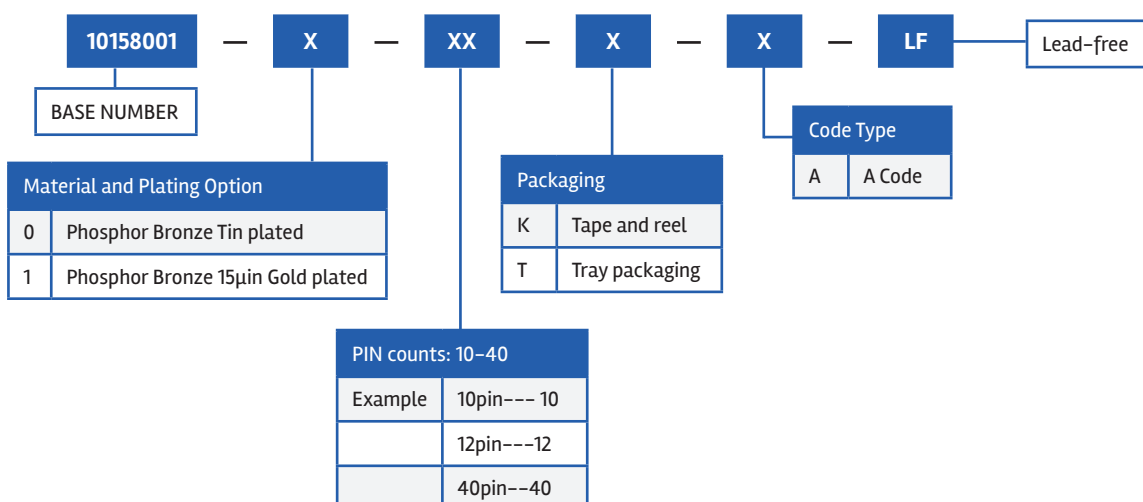 10158001 — X — XX — X — X — LF
Lead-free
BASE NUMBER
Code Type
A A Code
Material and Plating Option
0 Phosphor Bronze Tin plated
1 Phosphor Bronze 15µin Gold plated
Packaging
K Tape and reel
T Tray packaging
PIN counts: 10-40
Example 10pin--- 10
12pin---12
40pin--40